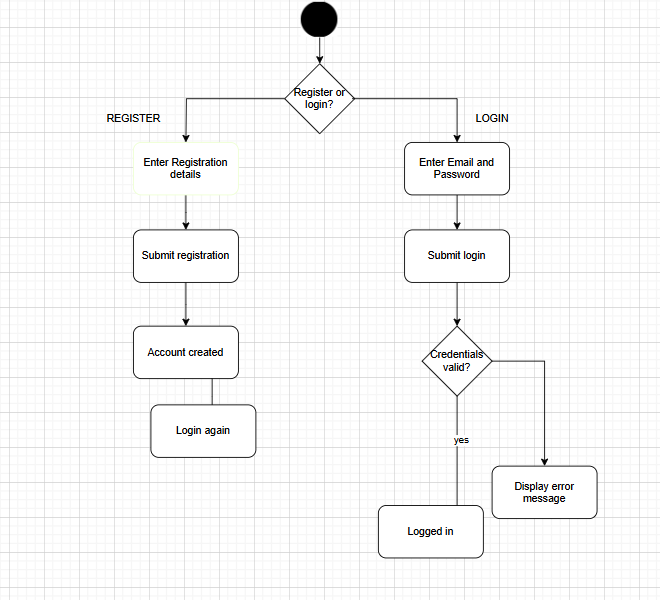 Register or
login?
REGISTER
LOGIN
Enter Registration
details
Enter Email and
Password
Submit registration
Submit login
Account created
Credentials
valid?
Login again
yes
Display error
message
Logged in